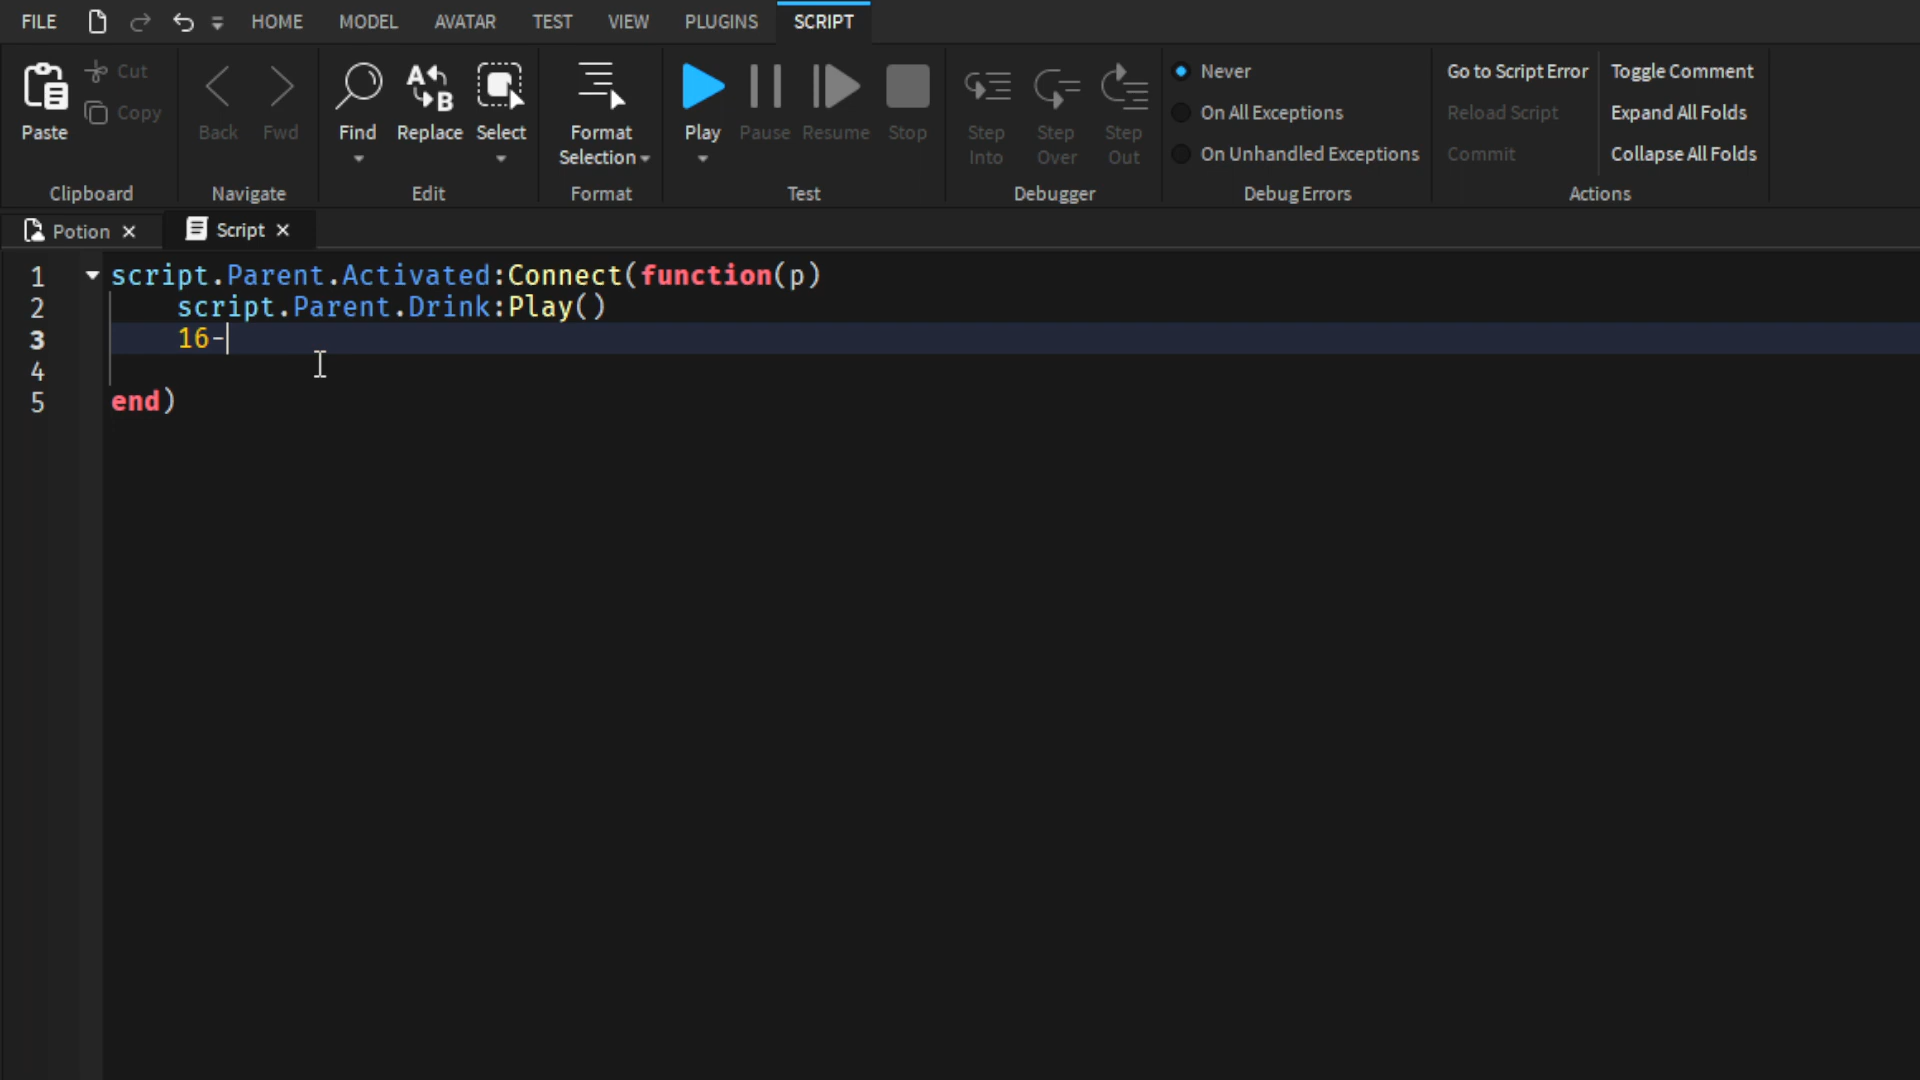 FILE HOME MODEL AVATAR TEST VIEW PLUGINS SCRIPT
Paste
Cut
Copy
Clipboard
Back
Fwd
Navigate
Find
Replace
Select
Edit
Format
Selection
Format
Play
Pause
Resume
Stop
Test
Step
Into
Step
Over
Step
Out
Debugger
Never
On All Exceptions
On Unhandled Exceptions
Debug Errors
Go to Script Error
Reload Script
Commit
Toggle Comment
Expand All Folds
Collapse All Folds
Actions
Potion
Script
1 script.Parent.Activated:Connect(function(p)
2 script.Parent.Drink:Play()
3 16-
4
5 end)